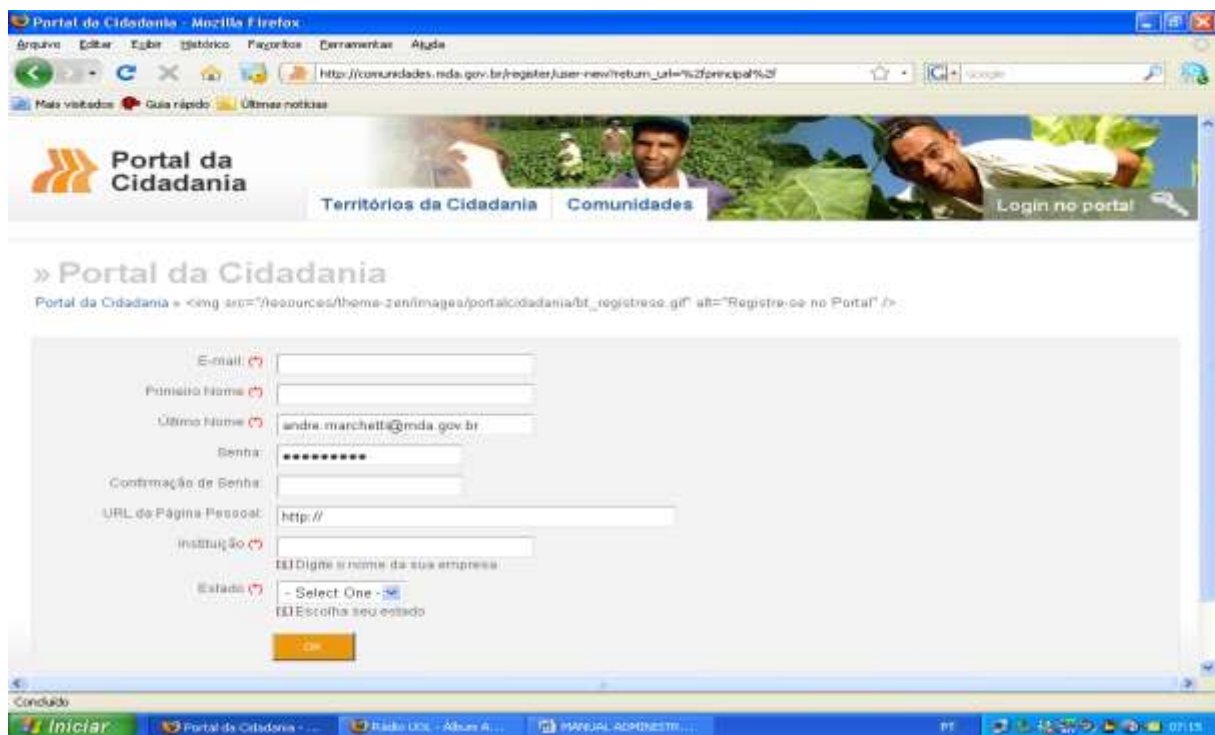 Portal da Cidadania - Mozilla Firefox
Arquivo Editar Exibir Histórico Favoritos Ferramentas Ajuda
http://comunidades.mda.gov.br/register/user-new?return_url=%2fprincipal%2f
Google
Mais visitados Guia rápido Últimas notícias
Portal da
Cidadania
Territórios da Cidadania Comunidades Login no portal
» Portal da Cidadania
Portal da Cidadania » <img src="/resources/theme-zen/images/portalcidadania/bt_registrese.gif" alt="Registre-se no Portal" />
E-mail: (*)
Primeiro Nome (*)
Último Nome (*) andre.marchetti@mda.gov.br
Senha: •••••••••
Confirmação de Senha:
URL da Página Pessoal: http://
Instituição (*)
[i] Digite o nome da sua empresa
Estado (*) - Select One -
[i] Escolha seu estado
OK
Concluído
Iniciar Portal da Cidadania - ... Rádio UOL - Álbum A... MANUAL ADMINISTR... PT 07:15